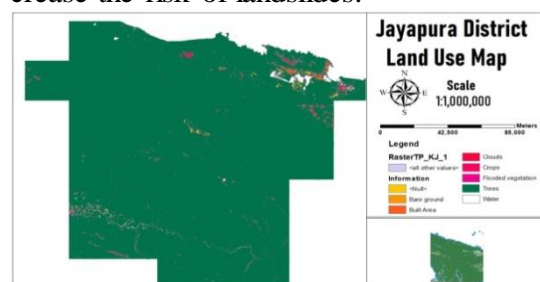 crease the risk of landslides.
Jayapura District
Land Use Map
N
W E
S
Scale
1:1,000,000
Meters
0 42,500 85,000
Legend
RasterTP_KJ_1
<all other values>
Information
<Null>
Bare ground
Built Area
Clouds
Crops
Flooded vegetation
Trees
Water